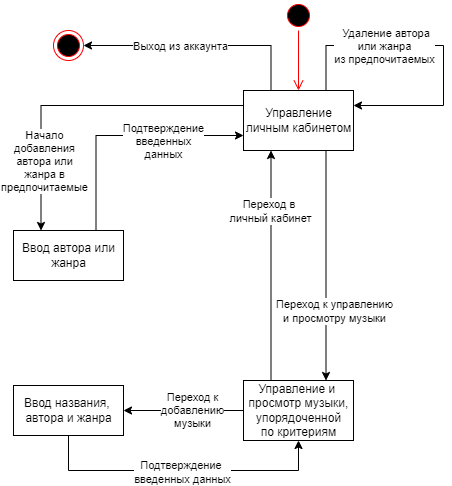 Удаление автора
или жанра
из предпочитаемых
Выход из аккаунта
Управление
личным кабинетом
Подтверждение
введенных
данных
Начало
добавления
автора или
жанра в
предпочитаемые
Переход в
личный кабинет
Ввод автора или
жанра
Переход к управлению
и просмотру музыки
Ввод названия,
автора и жанра
Переход к
добавлению
музыки
Управление и
просмотр музыки,
упорядоченной
по критериям
Подтверждение
введенных данных